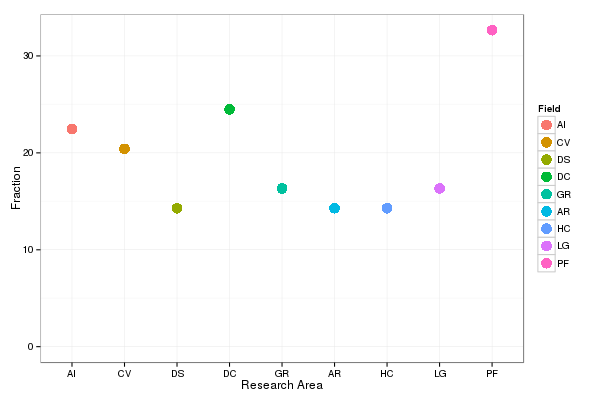 Fraction
30
20
10
0
AI CV DS DC GR AR HC LG PF
Research Area
Field
AI
CV
DS
DC
GR
AR
HC
LG
PF